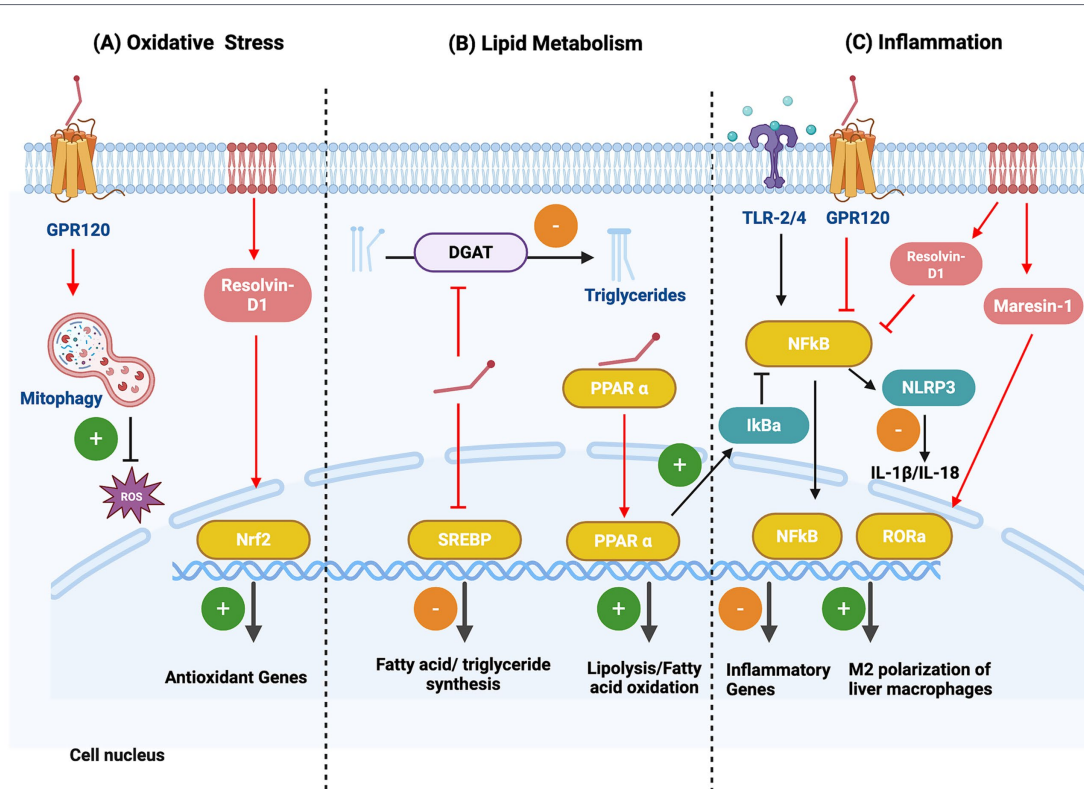 (A) Oxidative Stress
(B) Lipid Metabolism
(C) Inflammation
GPR120
Resolvin-
D1
Mitophagy
+
ROS
Nrf2
+
Antioxidant Genes
Cell nucleus
DGAT
-
Triglycerides
PPAR α
SREBP
PPAR α
+
-
+
Fatty acid/ triglyceride
synthesis
Lipolysis/Fatty
acid oxidation
TLR-2/4
GPR120
Resolvin-
D1
Maresin-1
NFkB
NLRP3
IkBa
-
IL-1β/IL-18
NFkB
RORa
-
+
Inflammatory
Genes
M2 polarization of
liver macrophages